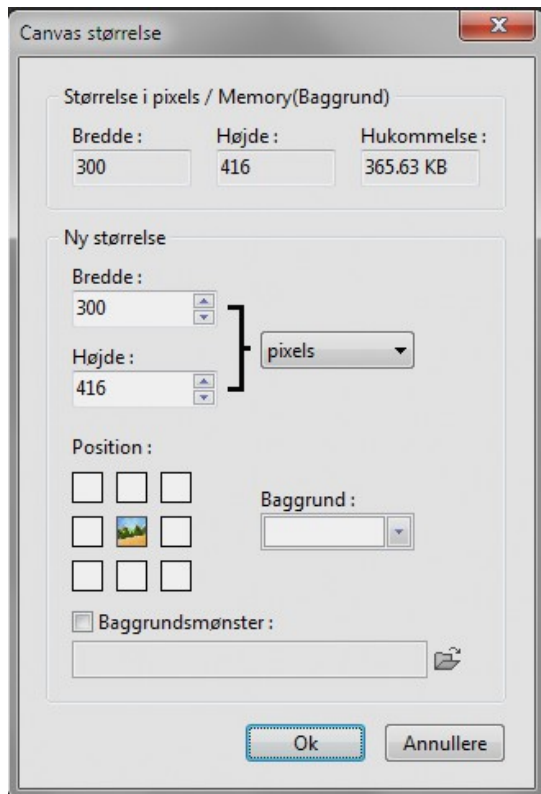 Canvas størrelse
Størrelse i pixels / Memory(Baggrund)
Bredde : Højde : Hukommelse :
300 416 365.63 KB
Ny størrelse
Bredde :
300
pixels
Højde :
416
Position :
Baggrund :
Baggrundsmønster :
Ok Annullere